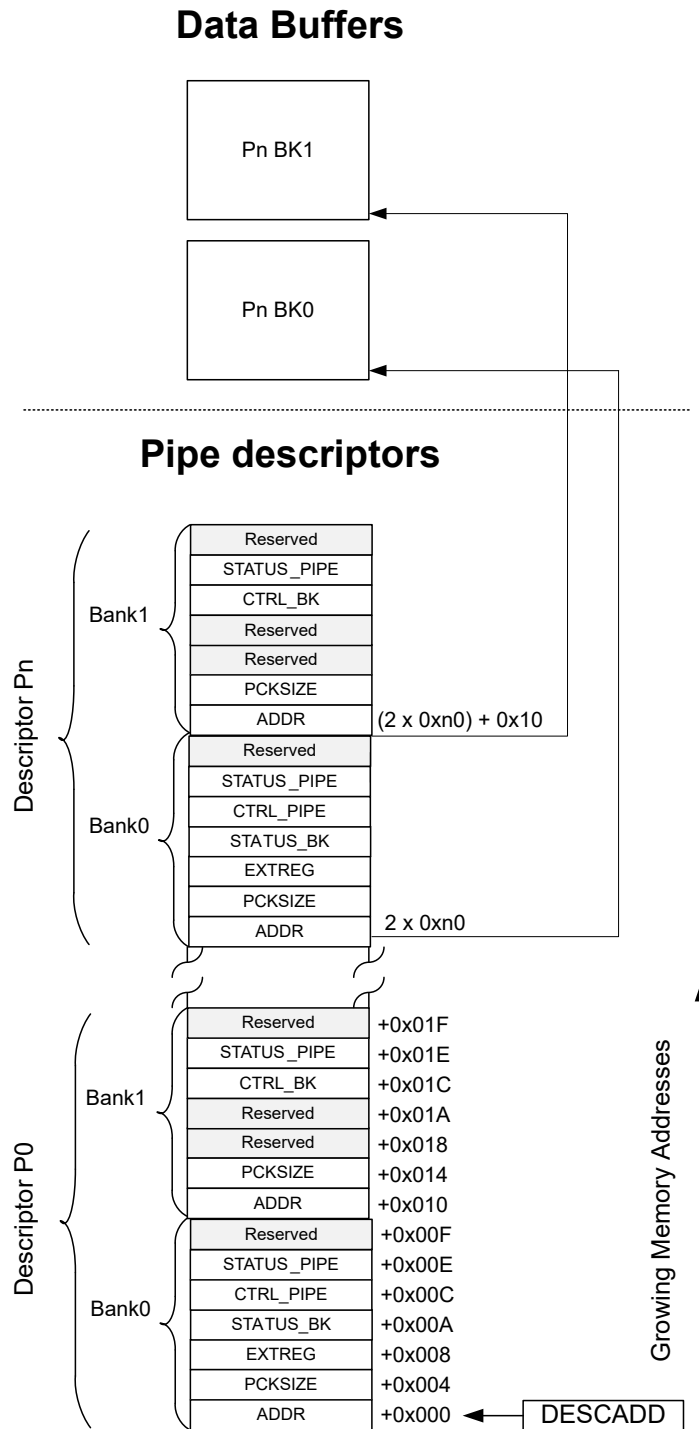 Data Buffers
Pn BK1
Pn BK0
Pipe descriptors
Descriptor Pn
Bank1
Reserved
STATUS_PIPE
CTRL_BK
Reserved
Reserved
PCKSIZE
ADDR (2 x 0xn0) + 0x10
Bank0
Reserved
STATUS_PIPE
CTRL_PIPE
STATUS_BK
EXTREG
PCKSIZE
ADDR 2 x 0xn0
Descriptor P0
Bank1
Reserved +0x01F
STATUS_PIPE +0x01E
CTRL_BK +0x01C
Reserved +0x01A
Reserved +0x018
PCKSIZE +0x014
ADDR +0x010
Bank0
Reserved +0x00F
STATUS_PIPE +0x00E
CTRL_PIPE +0x00C
STATUS_BK +0x00A
EXTREG +0x008
PCKSIZE +0x004
ADDR +0x000 DESCADD
Growing Memory Addresses